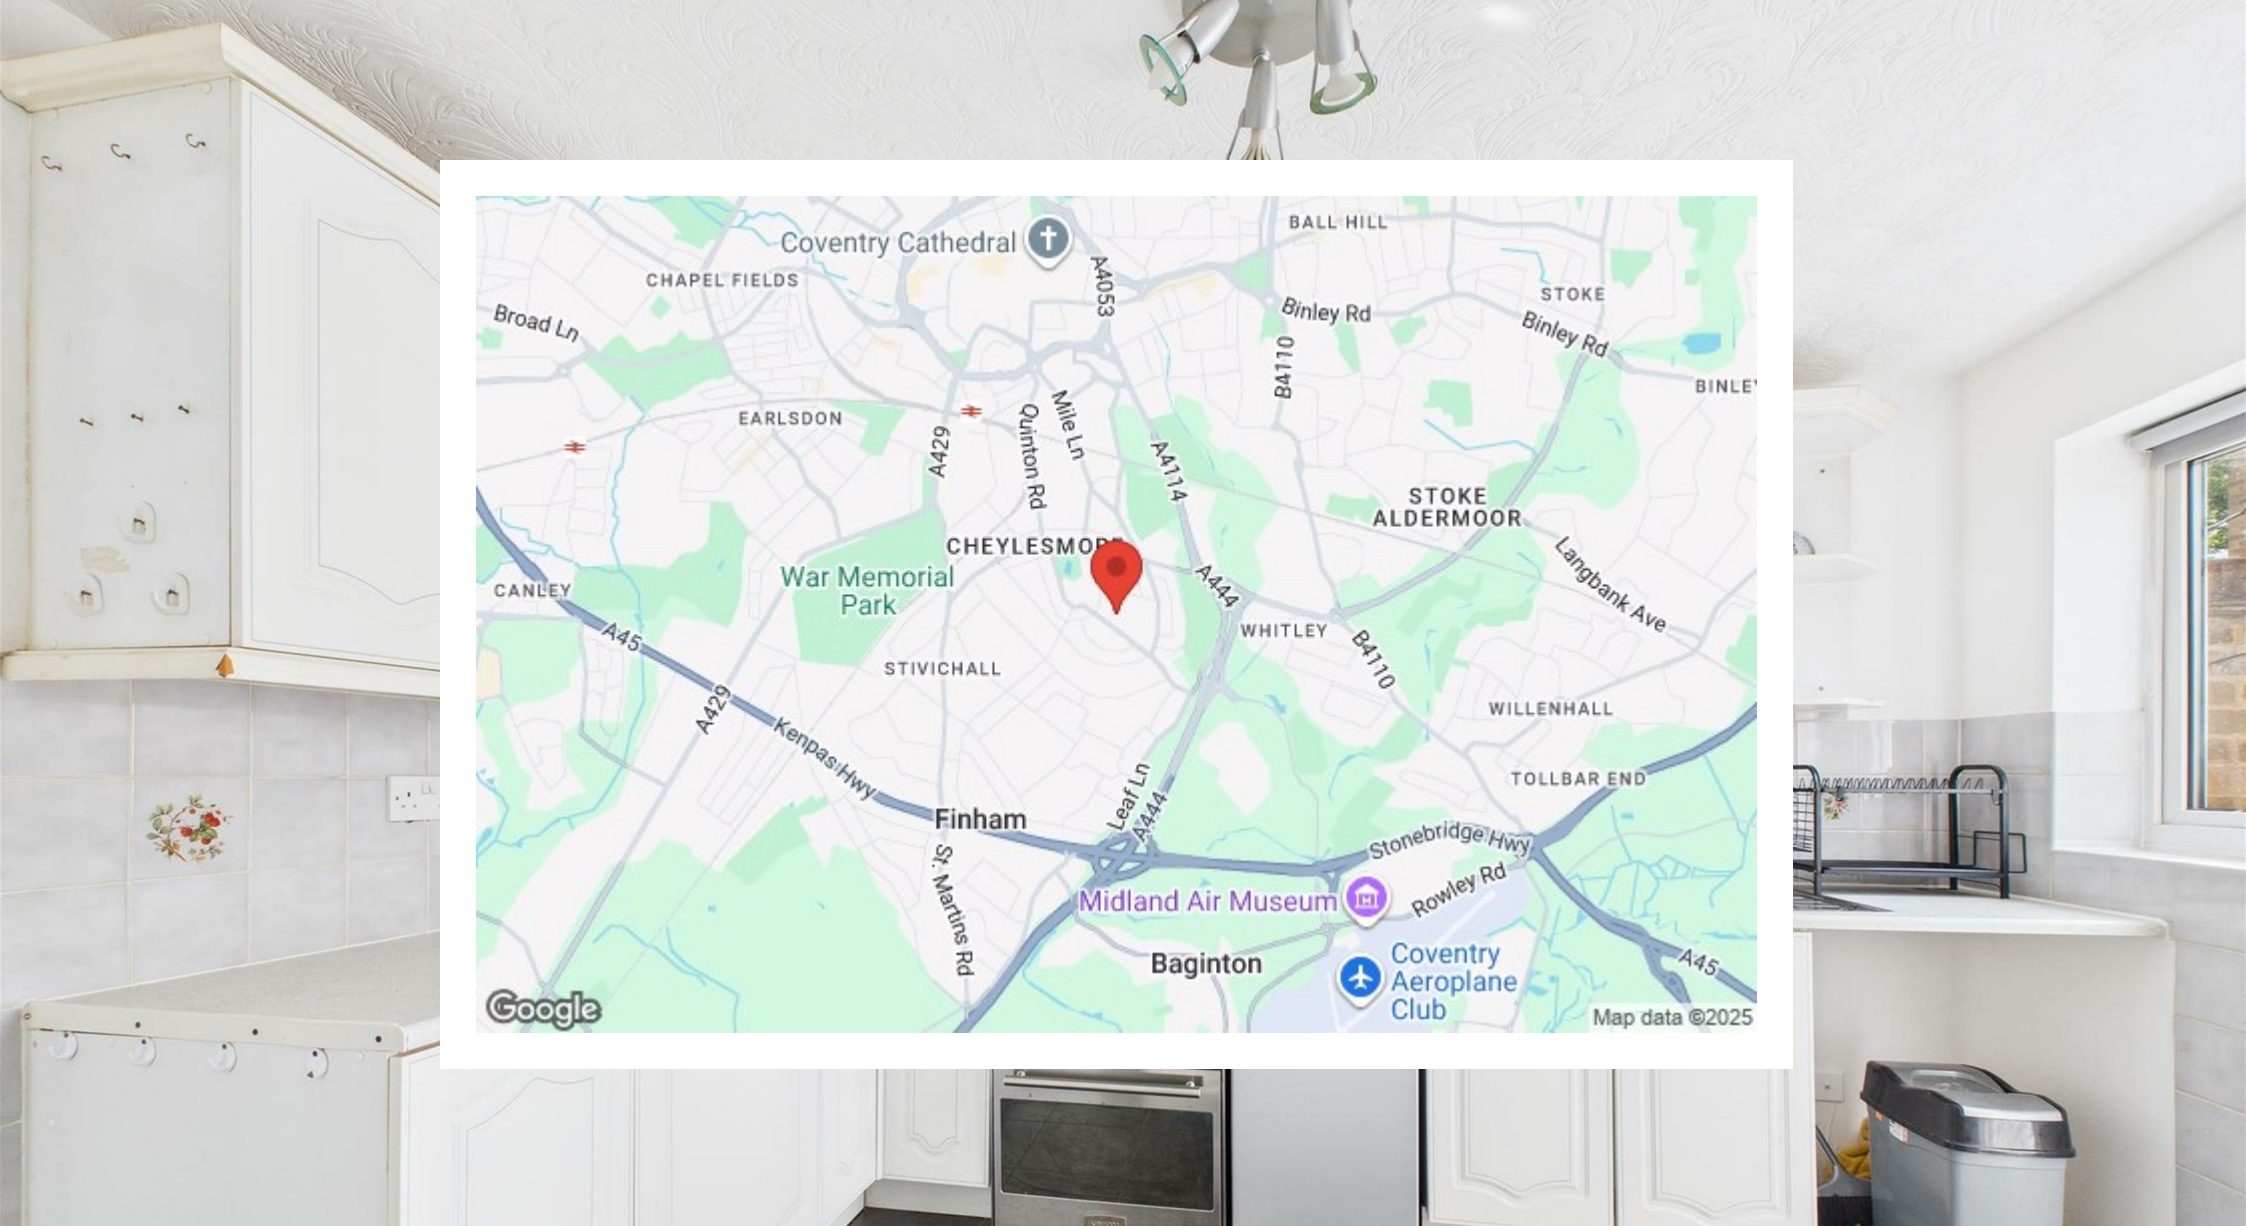 Coventry Cathedral
BALL HILL
A4053
CHAPEL FIELDS
Broad Ln
Binley Rd
STOKE
Binley Rd
B4110
BINLEY
EARLSDON
Mile Ln
Quinton Rd
A429
A4114
STOKE
ALDERMOOR
CHEYLESMORE
Langbank Ave
War Memorial
Park
CANLEY
A444
A45
WHITLEY
B4110
STIVICHALL
A429
WILLENHALL
Kenpas Hwy
TOLLBAR END
Leaf Ln
A444
Finham
Stonebridge Hwy
St. Martins Rd
Midland Air Museum
Rowley Rd
Baginton
Coventry
Aeroplane
Club
A45
Google
Map data ©2025